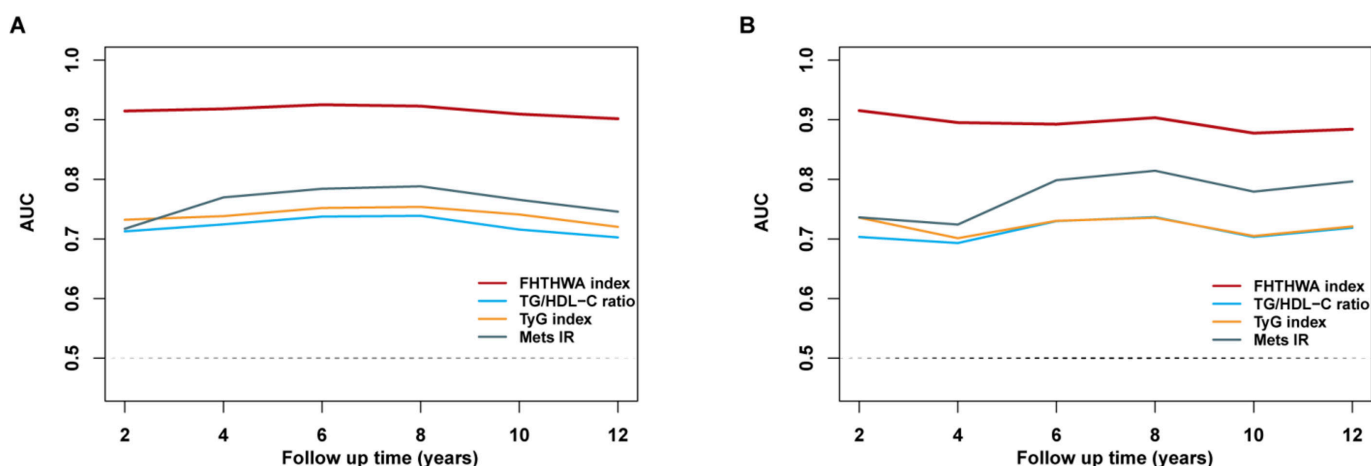 A
AUC
1.0
0.9
0.8
0.7
0.6
0.5
FHTHWA index
TG/HDL−C ratio
TyG index
Mets IR
2 4 6 8 10 12
Follow up time (years)
B
AUC
1.0
0.9
0.8
0.7
0.6
0.5
FHTHWA index
TG/HDL−C ratio
TyG index
Mets IR
2 4 6 8 10 12
Follow up time (years)